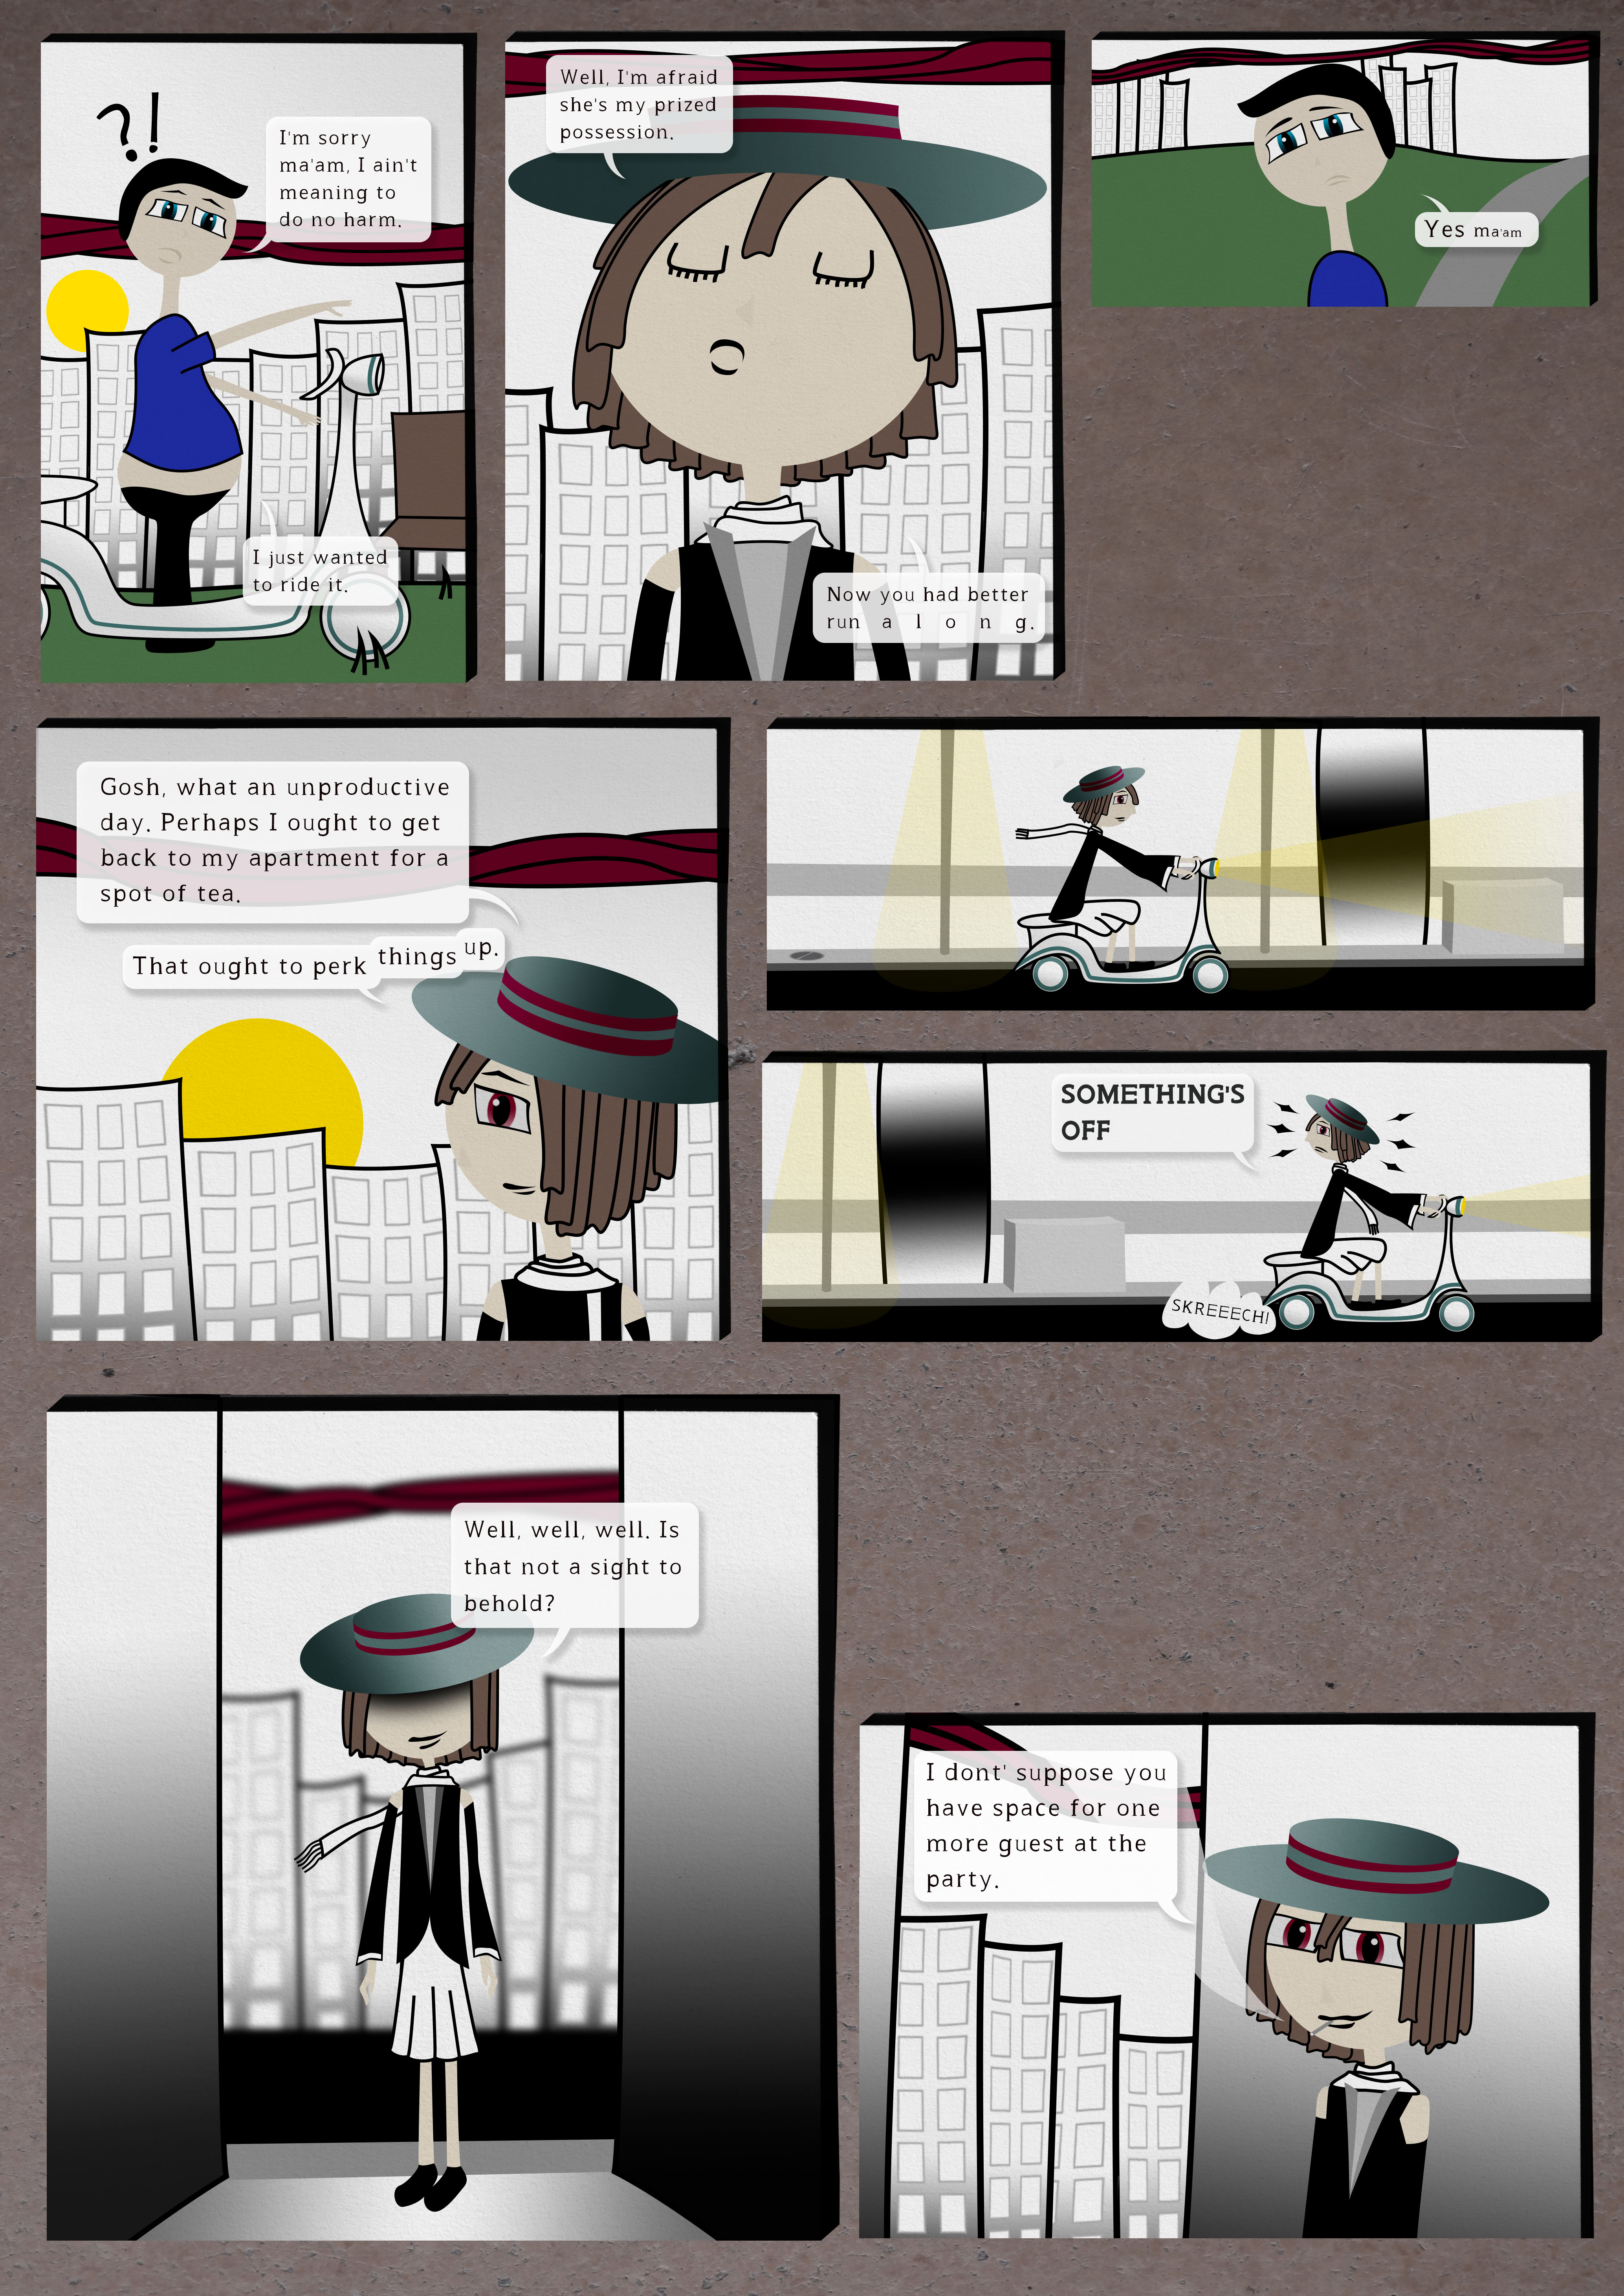 ?!
I'm sorry
ma'am, I ain't
meaning to
do no harm.
I just wanted
to ride it.
Well, I'm afraid
she's my prized
possession.
Now you had better
run a l o n g.
Yes ma'am
Gosh, what an unproductive
day. Perhaps I ought to get
back to my apartment for a
spot of tea.
That ought to perk things up.
SOMETHING'S
OFF
SKREEECH!
Well, well, well. Is
that not a sight to
behold?
I dont' suppose you
have space for one
more guest at the
party.